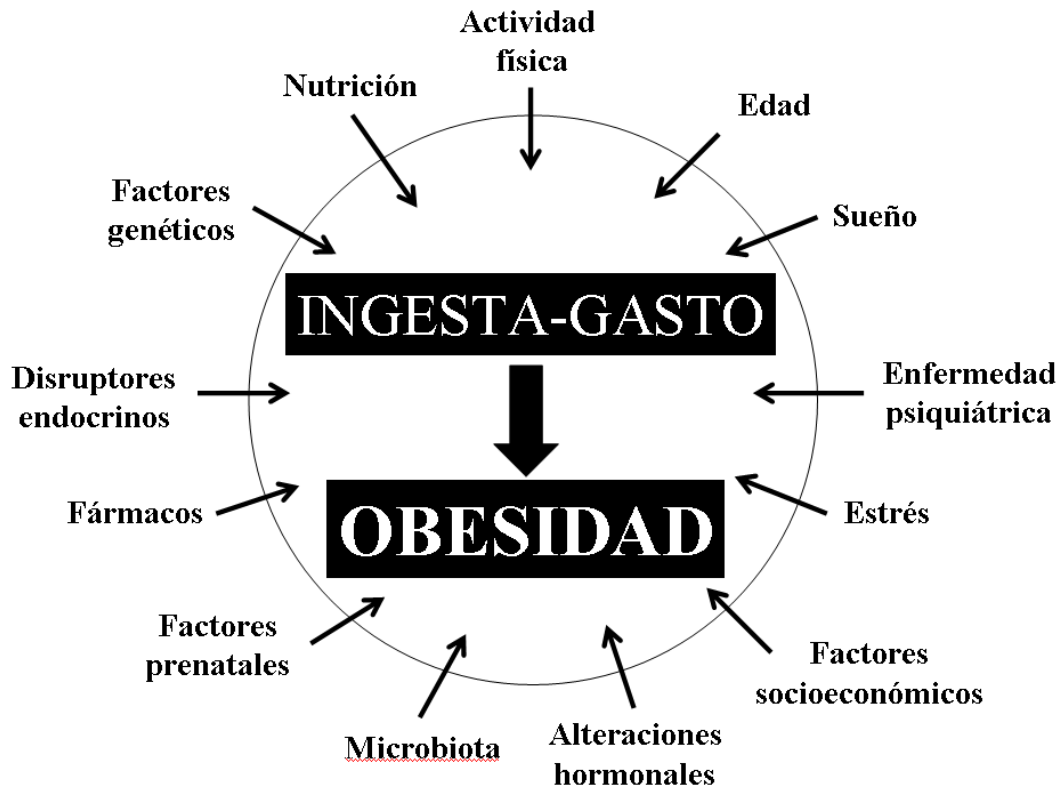 Actividad
física
Nutrición
Edad
Factores
genéticos
Sueño
INGESTA-GASTO
Disruptores
endocrinos
Enfermedad
psiquiátrica
Fármacos
Estrés
OBESIDAD
Factores
prenatales
Factores
socioeconómicos
Microbiota
Alteraciones
hormonales